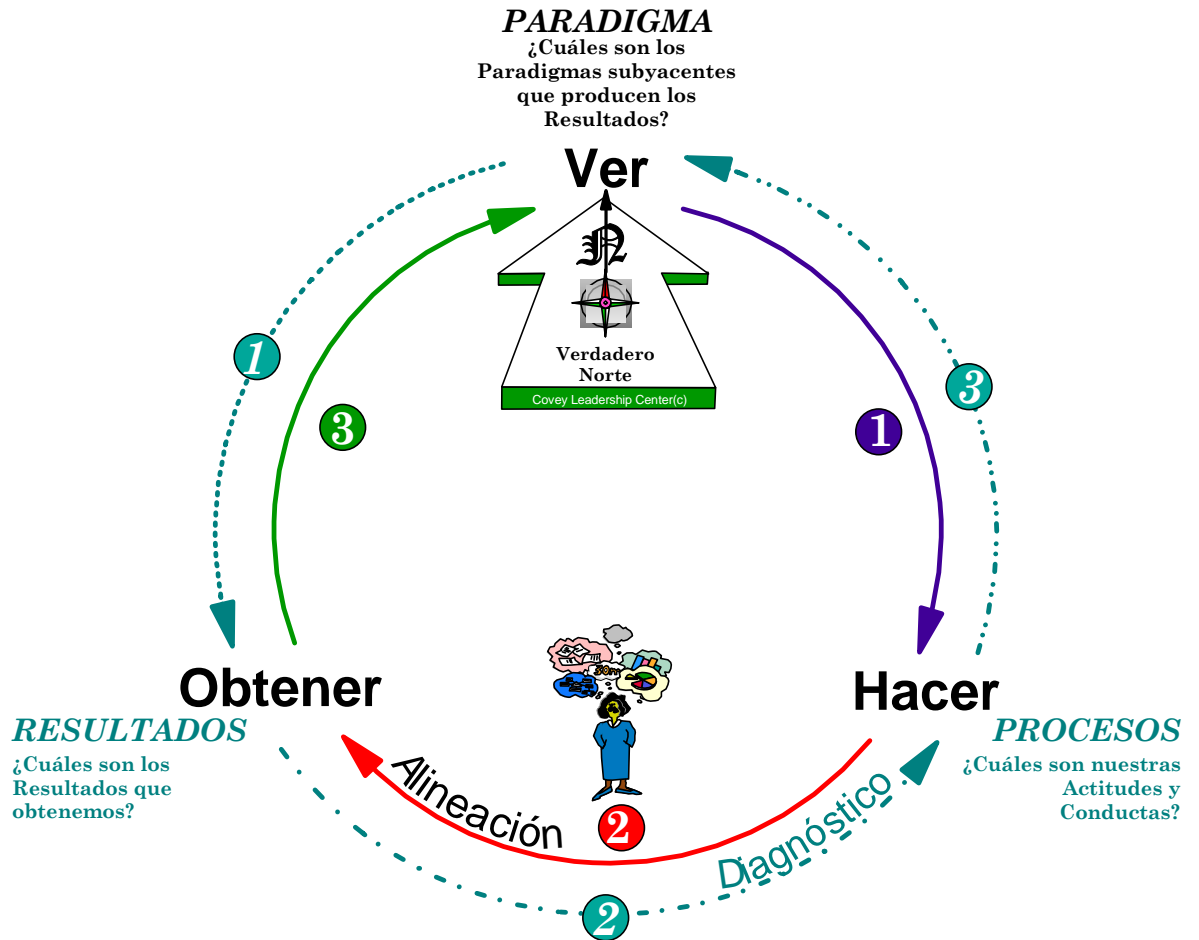 PARADIGMA
¿Cuáles son los
Paradigmas subyacentes
que producen los
Resultados?
Ver
N
Verdadero
Norte
Covey Leadership Center(c)
1
3
1
3
Obtener
Hacer
RESULTADOS
¿Cuáles son los
Resultados que
obtenemos?
PROCESOS
¿Cuáles son nuestras
Actitudes y
Conductas?
Alineación
2
Diagnóstico
2